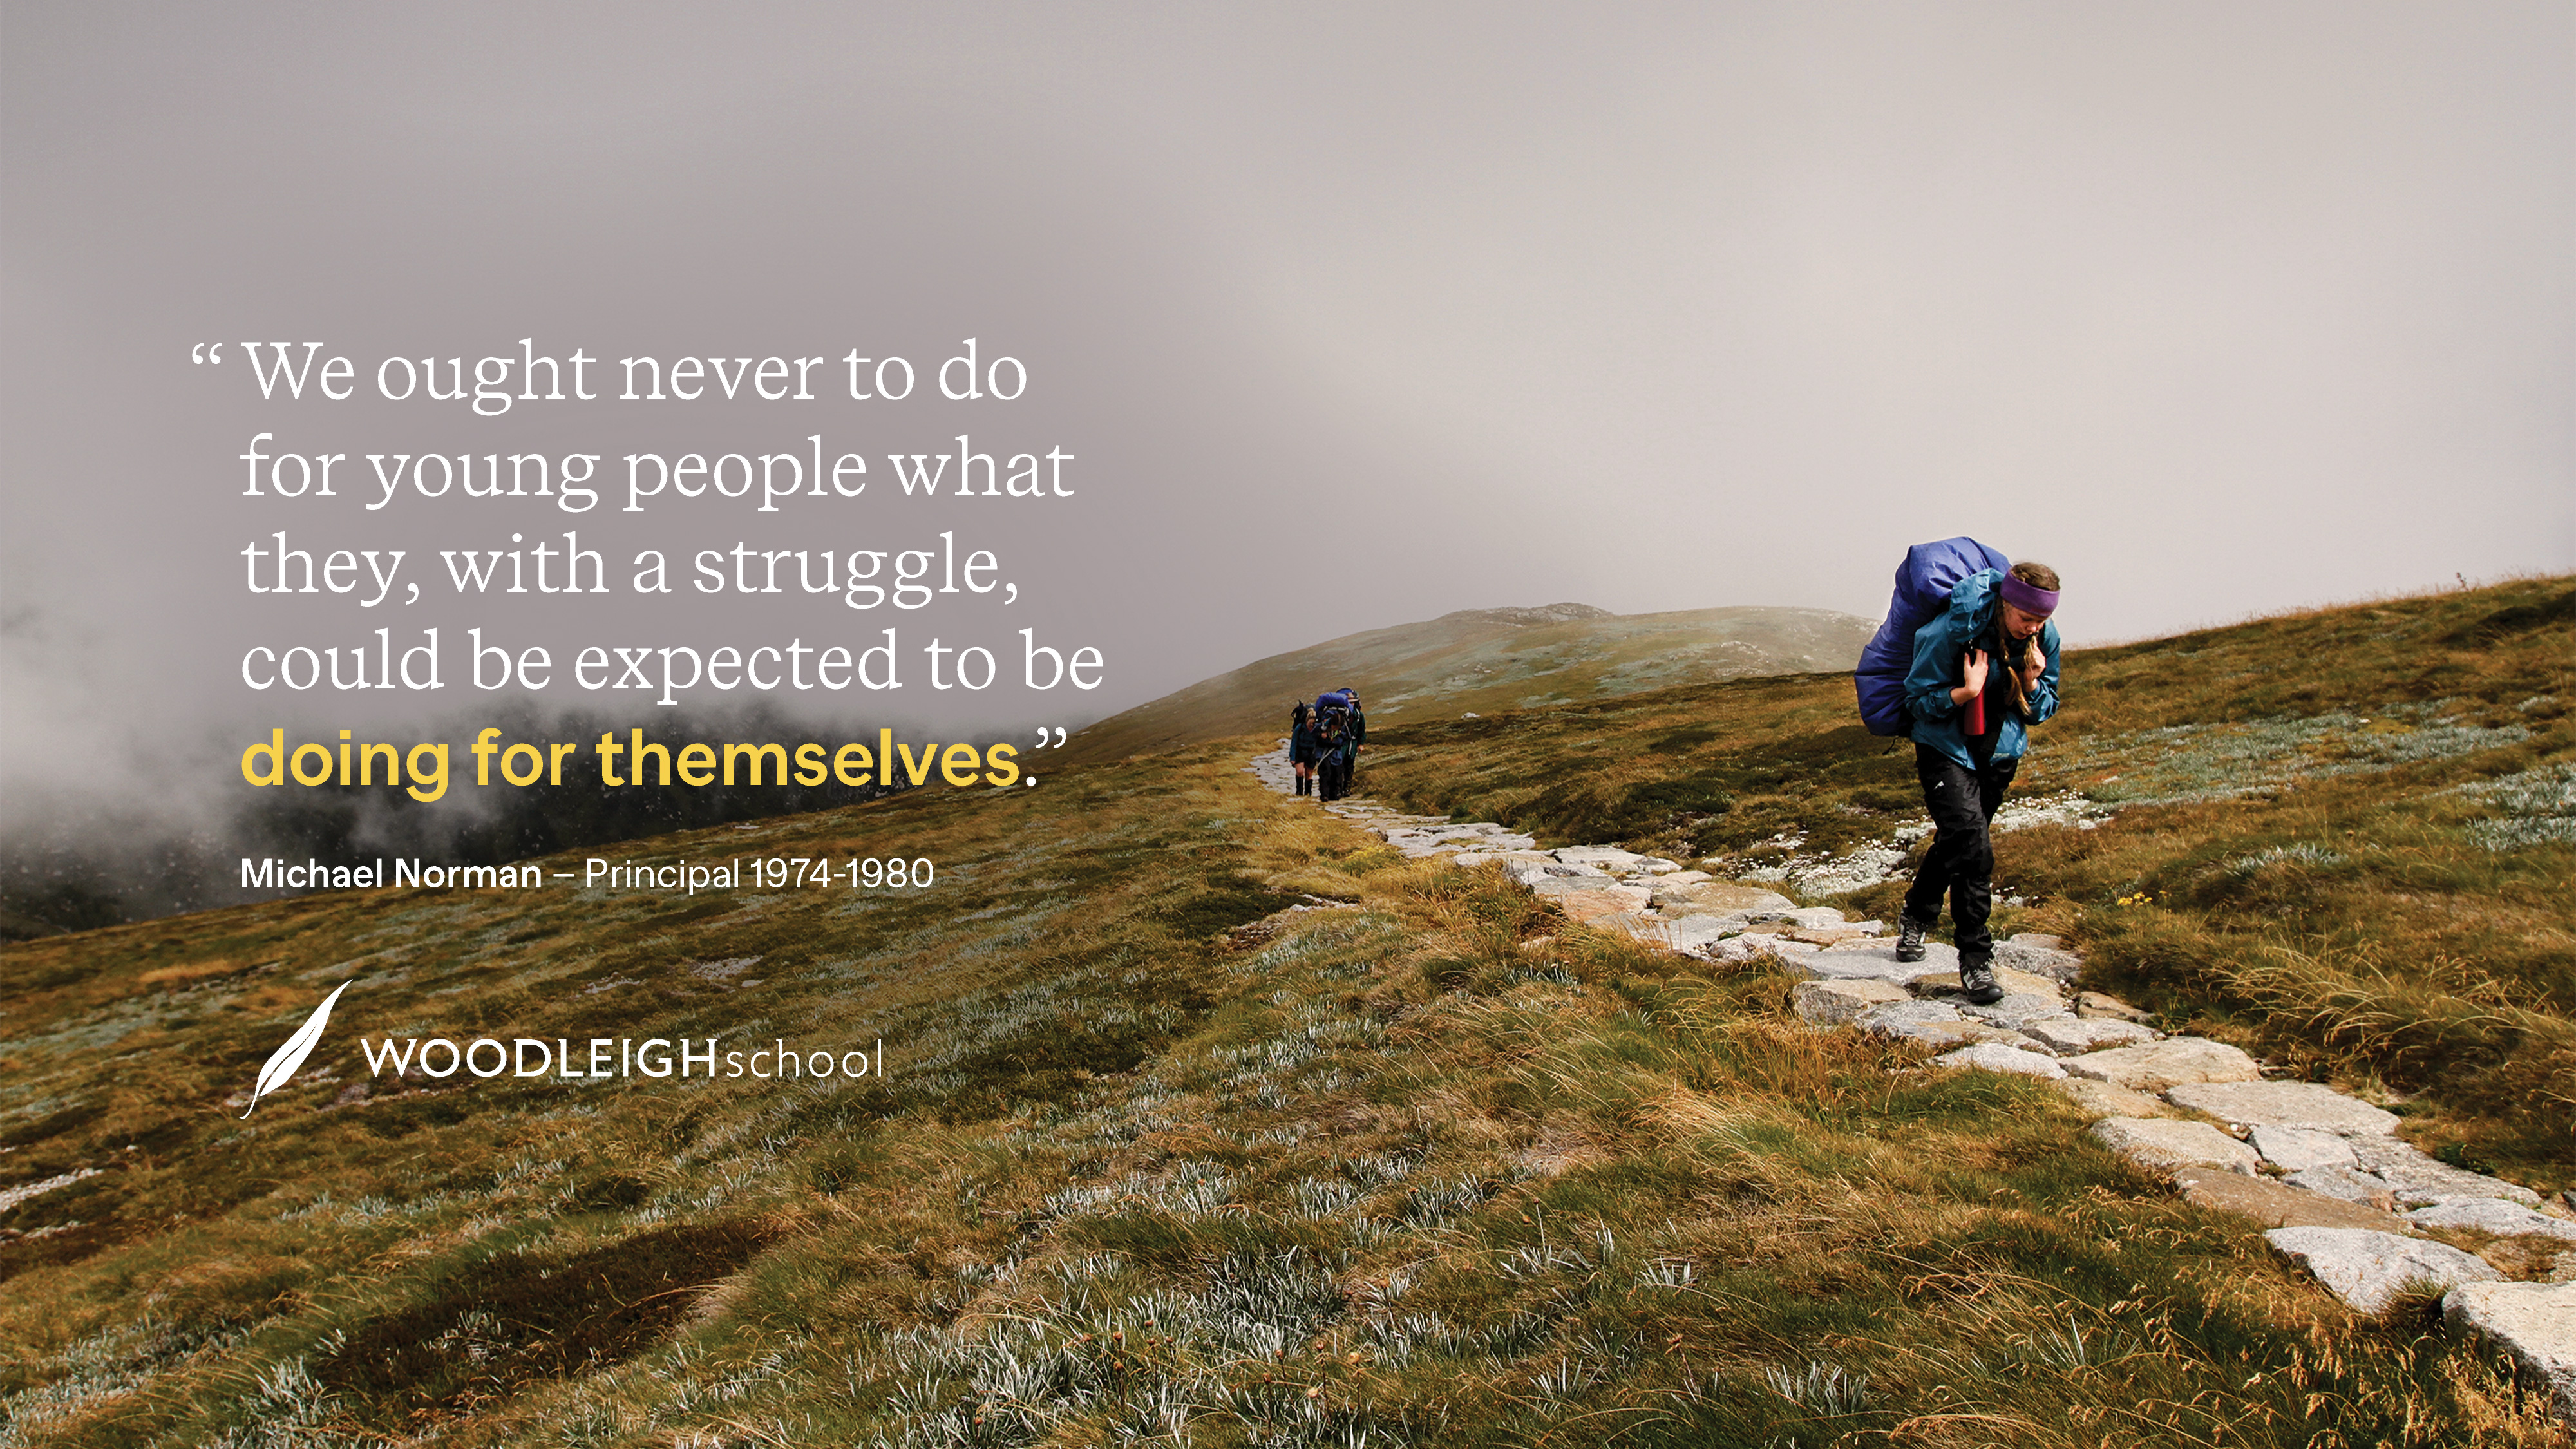 “ We ought never to do
for young people what
they, with a struggle,
could be expected to be
doing for themselves.”
Michael Norman – Principal 1974-1980
WOODLEIGHschool